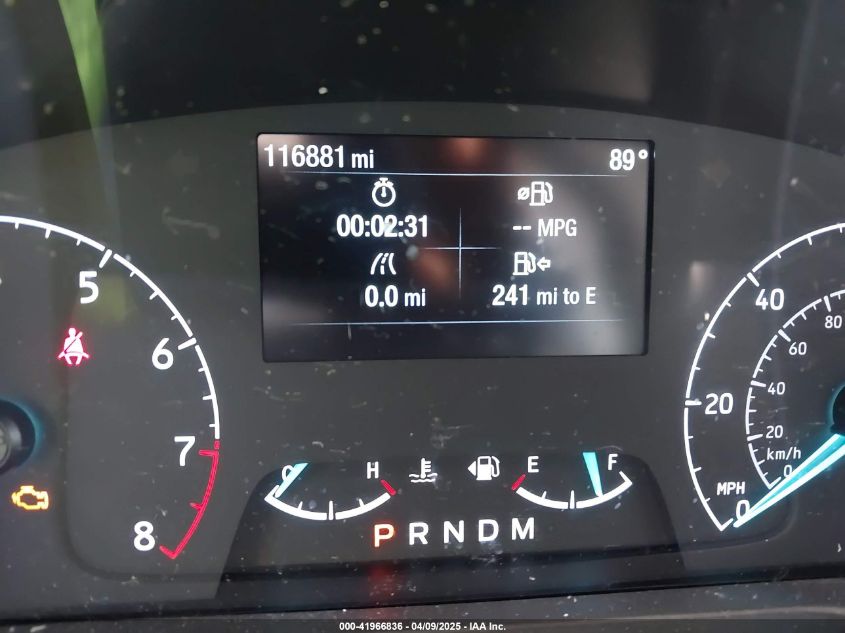 116881 mi 89°
00:02:31 -- MPG
0.0 mi 241 mi to E
5
6
7
8
C H E F
P R N D M
40
20
0
MPH
80
60
40
20
0
km/h
000-41966836 - 04/09/2025 - IAA Inc.